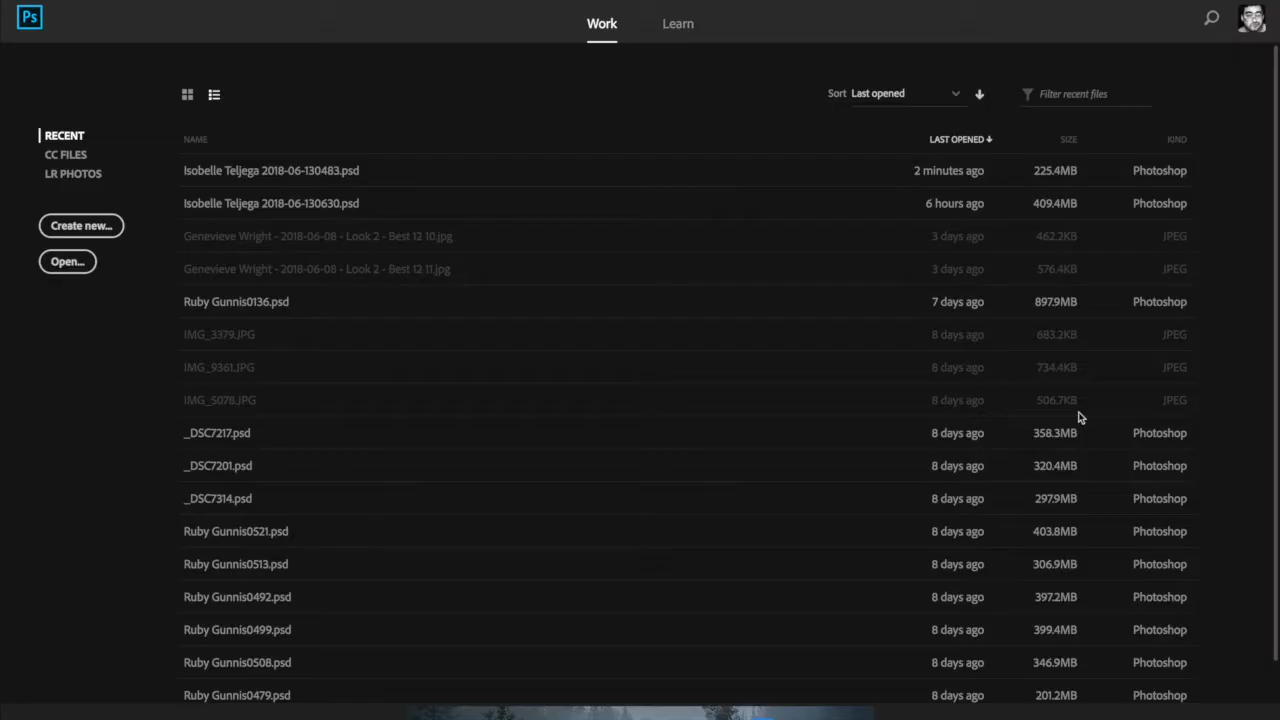 Ps
Work Learn
Sort Last opened Filter recent files
RECENT
CC FILES
LR PHOTOS
Create new...
Open...
NAME LAST OPENED SIZE KIND
Isobelle Teljega 2018-06-130483.psd 2 minutes ago 225.4MB Photoshop
Isobelle Teljega 2018-06-130630.psd 6 hours ago 409.4MB Photoshop
Genevieve Wright - 2018-06-08 - Look 2 - Best 12 10.jpg 3 days ago 462.2KB JPEG
Genevieve Wright - 2018-06-08 - Look 2 - Best 12 11.jpg 3 days ago 576.4KB JPEG
Ruby Gunnis0136.psd 7 days ago 897.9MB Photoshop
IMG_3379.JPG 8 days ago 683.2KB JPEG
IMG_9361.JPG 8 days ago 734.4KB JPEG
IMG_5078.JPG 8 days ago 506.7KB JPEG
_DSC7217.psd 8 days ago 358.3MB Photoshop
_DSC7201.psd 8 days ago 320.4MB Photoshop
_DSC7314.psd 8 days ago 297.9MB Photoshop
Ruby Gunnis0521.psd 8 days ago 403.8MB Photoshop
Ruby Gunnis0513.psd 8 days ago 306.9MB Photoshop
Ruby Gunnis0492.psd 8 days ago 397.2MB Photoshop
Ruby Gunnis0499.psd 8 days ago 399.4MB Photoshop
Ruby Gunnis0508.psd 8 days ago 346.9MB Photoshop
Ruby Gunnis0479.psd 8 days ago 201.2MB Photoshop